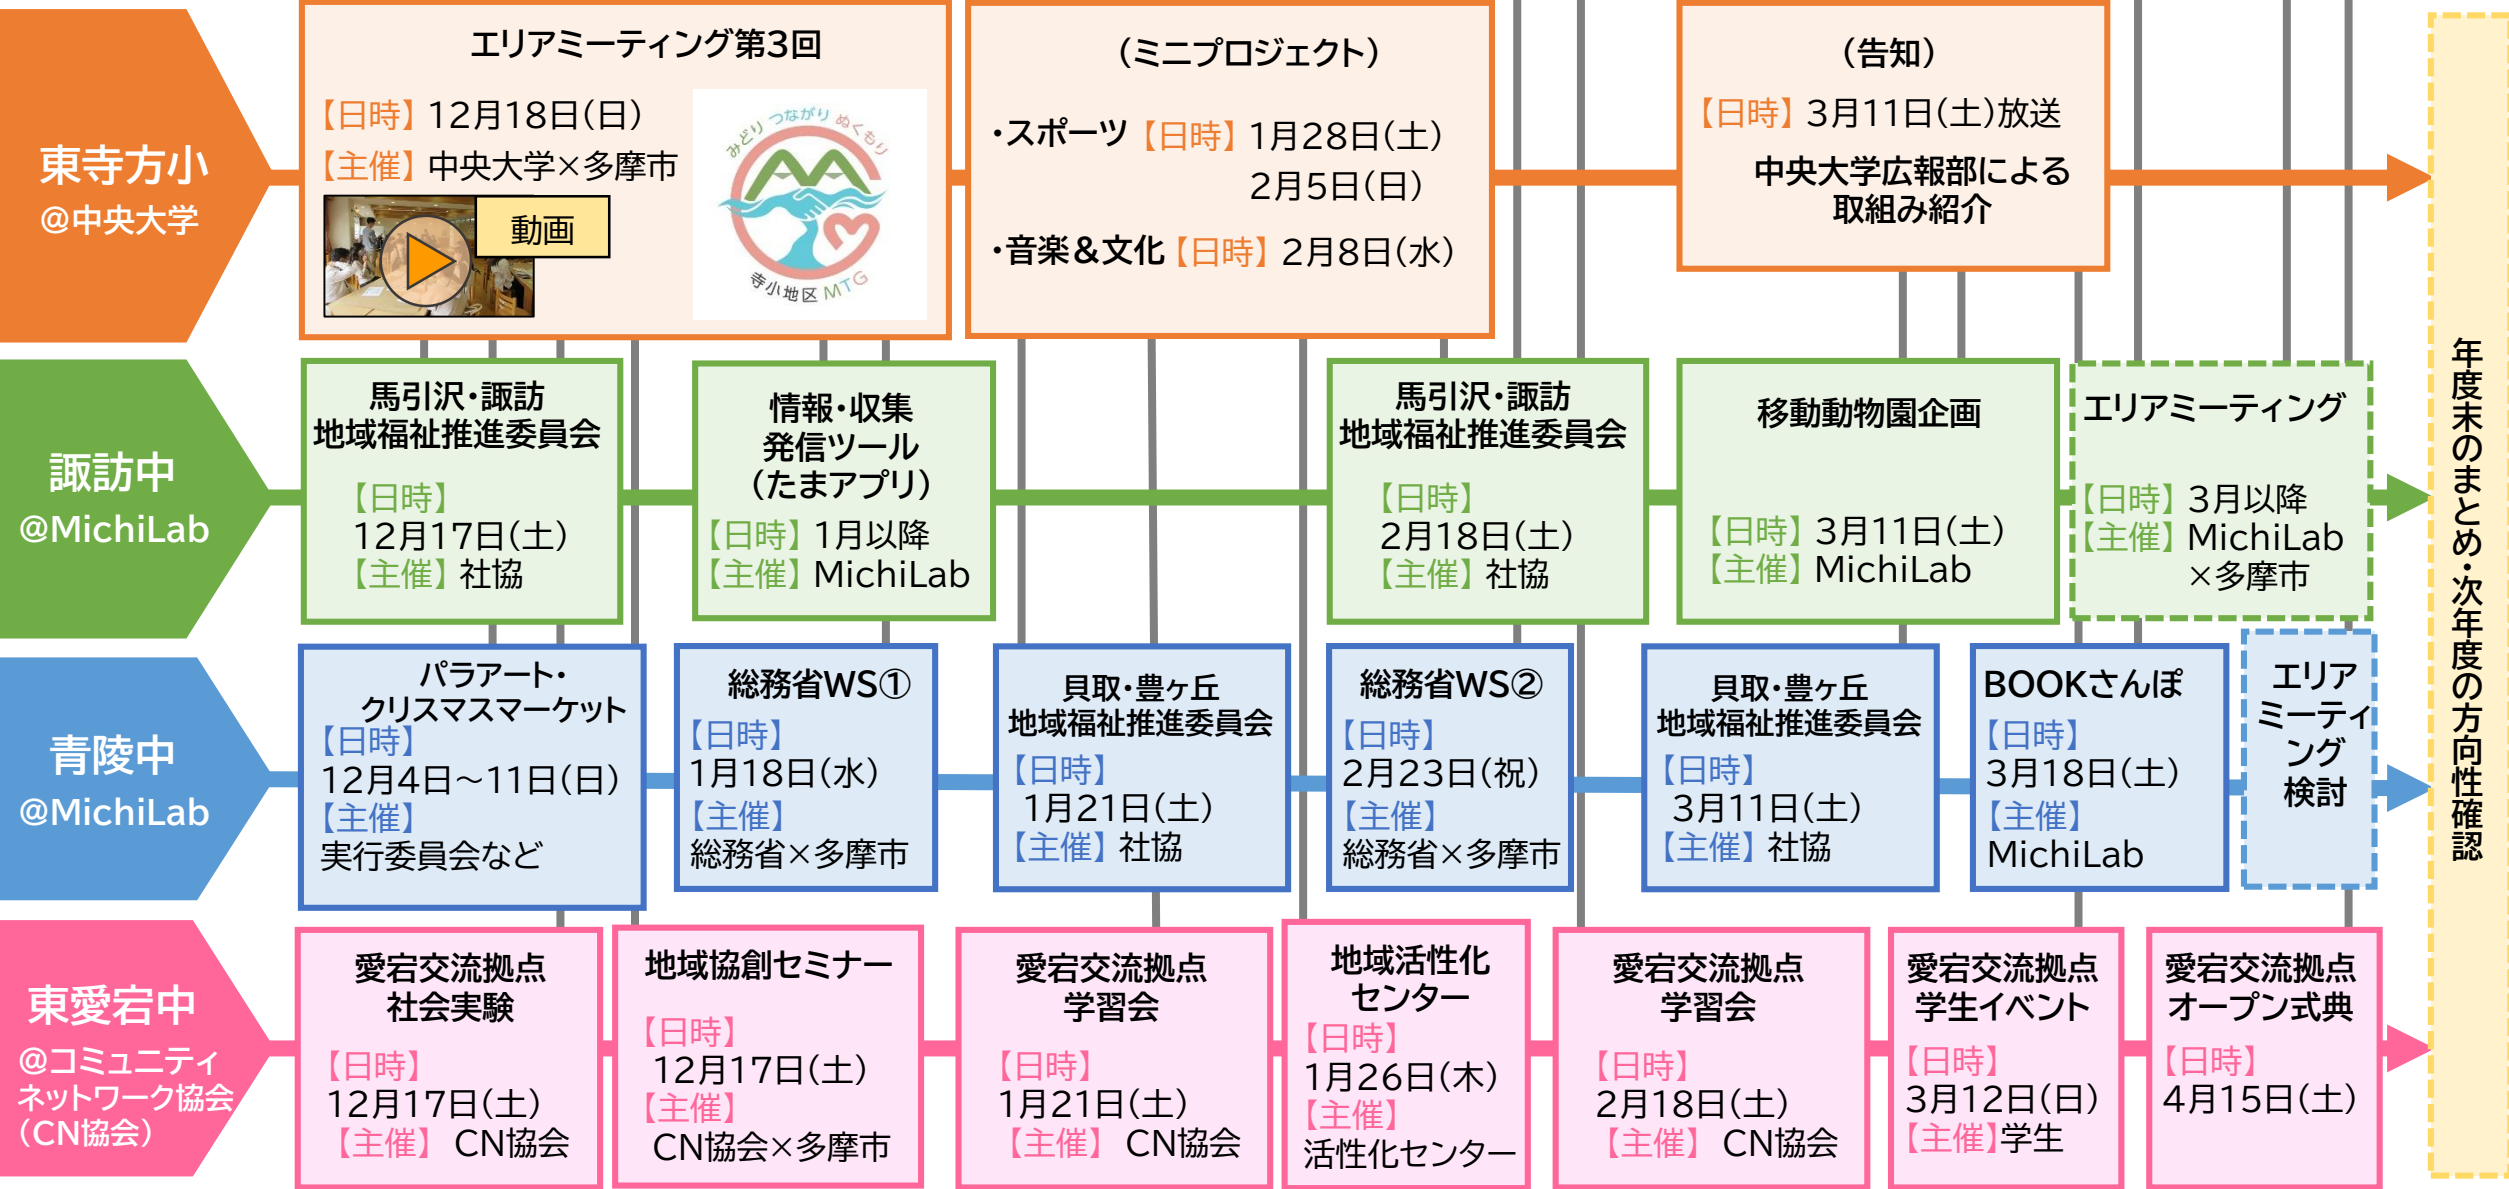 東寺方小
@中央大学
エリアミーティング第3回
【日時】12月18日(日)
【主催】中央大学×多摩市
動画
みどり つながり ぬくもり
寺小地区 MTG
(ミニプロジェクト)
・スポーツ【日時】1月28日(土)
2月5日(日)
・音楽&文化【日時】2月8日(水)
(告知)
【日時】3月11日(土)放送
中央大学広報部による
取組み紹介
諏訪中
@MichiLab
馬引沢・諏訪
地域福祉推進委員会
【日時】
12月17日(土)
【主催】社協
情報・収集
発信ツール
(たまアプリ)
【日時】1月以降
【主催】MichiLab
馬引沢・諏訪
地域福祉推進委員会
【日時】
2月18日(土)
【主催】社協
移動動物園企画
【日時】3月11日(土)
【主催】MichiLab
エリアミーティング
【日時】3月以降
【主催】MichiLab
×多摩市
青陵中
@MichiLab
パラアート・
クリスマスマーケット
【日時】
12月4日~11日(日)
【主催】
実行委員会など
総務省WS①
【日時】
1月18日(水)
【主催】
総務省×多摩市
貝取・豊ヶ丘
地域福祉推進委員会
【日時】
1月21日(土)
【主催】社協
総務省WS②
【日時】
2月23日(祝)
【主催】
総務省×多摩市
貝取・豊ヶ丘
地域福祉推進委員会
【日時】
3月11日(土)
【主催】社協
BOOKさんぽ
【日時】
3月18日(土)
【主催】
MichiLab
エリア
ミーティ
ング
検討
東愛宕中
@コミュニティ
ネットワーク協会
(CN協会)
愛宕交流拠点
社会実験
【日時】
12月17日(土)
【主催】 CN協会
地域協創セミナー
【日時】
12月17日(土)
【主催】
CN協会×多摩市
愛宕交流拠点
学習会
【日時】
1月21日(土)
【主催】 CN協会
地域活性化
センター
【日時】
1月26日(木)
【主催】
活性化センター
愛宕交流拠点
学習会
【日時】
2月18日(土)
【主催】 CN協会
愛宕交流拠点
学生イベント
【日時】
3月12日(日)
【主催】学生
愛宕交流拠点
オープン式典
【日時】
4月15日(土)
年度末のまとめ・次年度の方向性確認